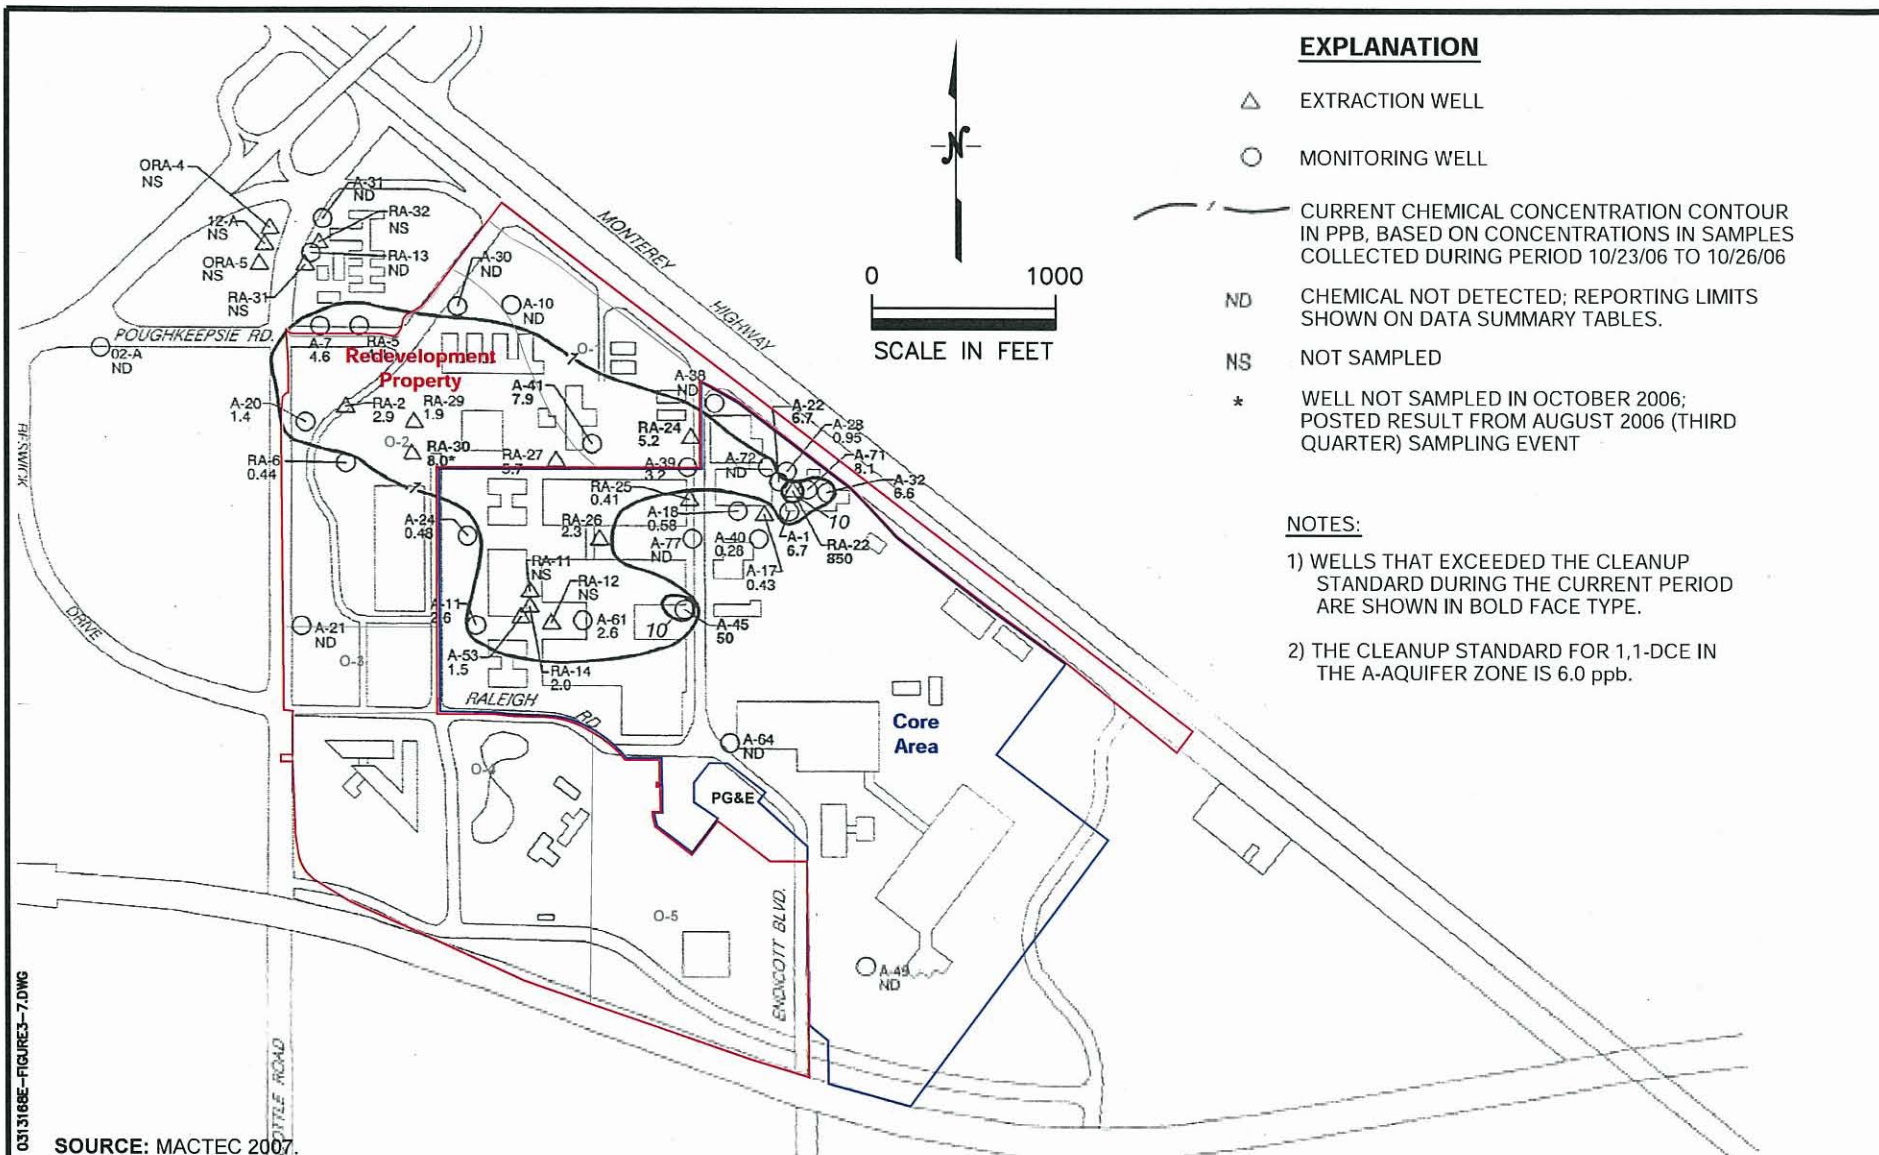 EXPLANATION
EXTRACTION WELL
MONITORING WELL
CURRENT CHEMICAL CONCENTRATION CONTOUR
IN PPB, BASED ON CONCENTRATIONS IN SAMPLES
COLLECTED DURING PERIOD 10/23/06 TO 10/26/06
ND
CHEMICAL NOT DETECTED; REPORTING LIMITS
SHOWN ON DATA SUMMARY TABLES.
NS
NOT SAMPLED
*
WELL NOT SAMPLED IN OCTOBER 2006;
POSTED RESULT FROM AUGUST 2006 (THIRD
QUARTER) SAMPLING EVENT
NOTES:
1) WELLS THAT EXCEEDED THE CLEANUP
STANDARD DURING THE CURRENT PERIOD
ARE SHOWN IN BOLD FACE TYPE.
2) THE CLEANUP STANDARD FOR 1,1-DCE IN
THE A-AQUIFER ZONE IS 6.0 ppb.
N
0 1000
SCALE IN FEET
MONTEREY
HIGHWAY
ORA-4
NS
12-A
NS
ORA-5
NS
RA-31
NS
A-31
ND
RA-32
NS
RA-13
ND
A-30
ND
A-10
ND
POUGHKEEPSIE RD.
02-A
ND
A-7
4.6
RA-5
Redevelopment
Property
O-1
A-41
7.9
A-38
ND
A-20
1.4
RA-2
2.9
RA-29
1.9
O-2
RA-30
8.0*
RA-27
5.7
RA-24
5.2
A-39
3.2
A-72
ND
A-22
6.7
A-28
0.95
A-71
8.1
A-32
6.6
10
RA-22
850
A-1
6.7
RA-6
0.44
RA-25
0.41
A-18
0.58
A-77
ND
A-40
0.28
A-17
0.43
RA-26
2.3
A-24
0.48
RA-11
NS
RA-12
NS
A-11
2.6
A-61
2.6
10
A-45
50
A-53
1.5
RA-14
2.0
A-21
ND
O-3
DRIVE
RALEIGH
RD.
A-64
ND
Core
Area
O-4
PG&E
O-5
ENDICOTT BLVD.
A-49
ND
0313168E-FIGURE3-7.DWG
SOURCE: MACTEC 2007.